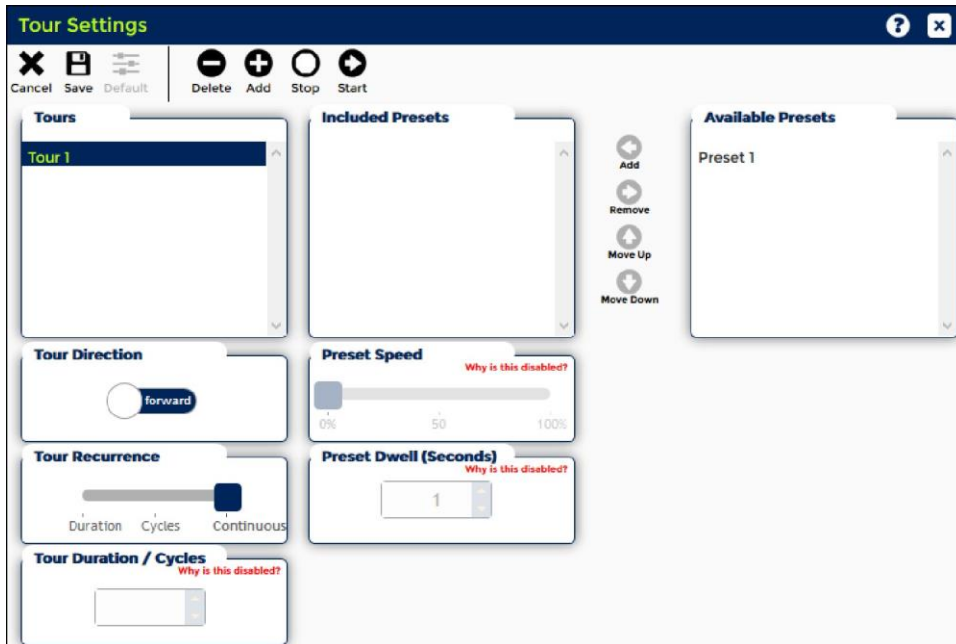 Tour Settings
?
Cancel Save Default Delete Add Stop Start
Tours
Tour 1
Included Presets
Add
Remove
Move Up
Move Down
Available Presets
Preset 1
Tour Direction
forward
Preset Speed
Why is this disabled?
0% 50 100%
Tour Recurrence
Duration Cycles Continuous
Preset Dwell (Seconds)
Why is this disabled?
1
Tour Duration / Cycles
Why is this disabled?